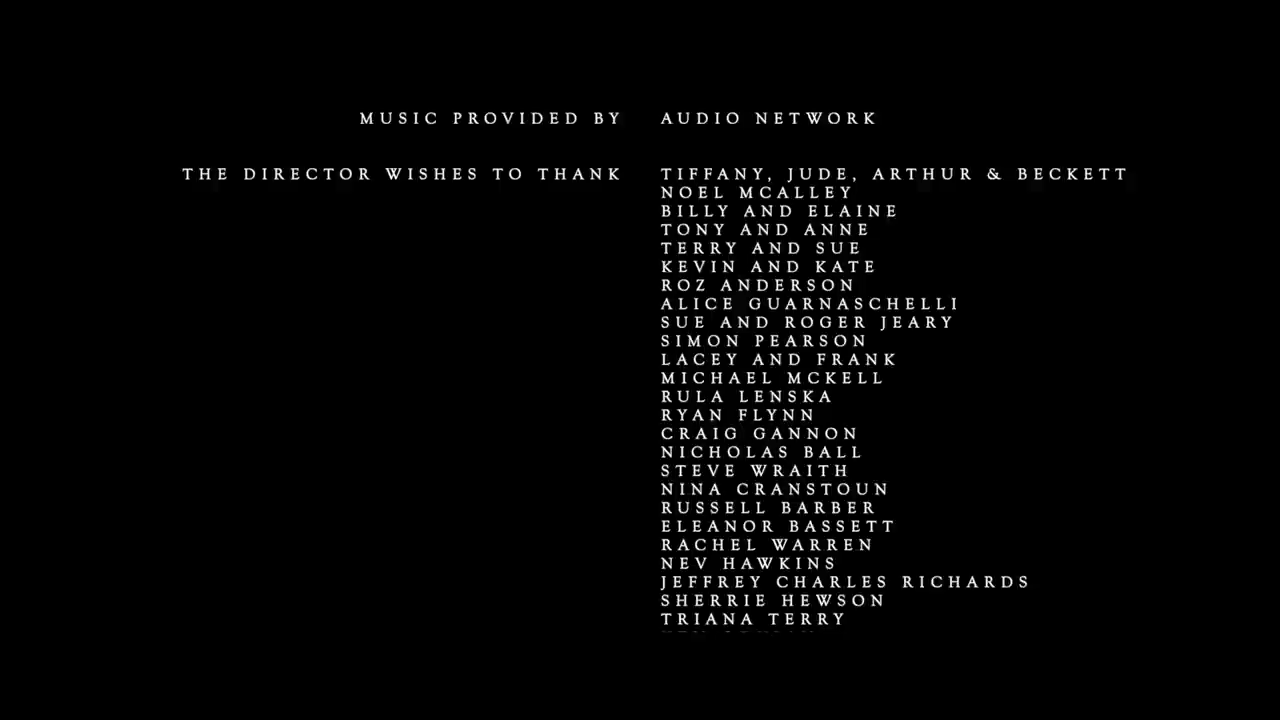 MUSIC PROVIDED BY AUDIO NETWORK
THE DIRECTOR WISHES TO THANK TIFFANY, JUDE, ARTHUR & BECKETT
NOEL MCALLEY
BILLY AND ELAINE
TONY AND ANNE
TERRY AND SUE
KEVIN AND KATE
ROZ ANDERSON
ALICE GUARNASCHELLI
SUE AND ROGER JEARY
SIMON PEARSON
LACEY AND FRANK
MICHAEL MCKELL
RULA LENSKA
RYAN FLYNN
CRAIG GANNON
NICHOLAS BALL
STEVE WRAITH
NINA CRANSTOUN
RUSSELL BARBER
ELEANOR BASSETT
RACHEL WARREN
NEV HAWKINS
JEFFREY CHARLES RICHARDS
SHERRIE HEWSON
TRIANA TERRY